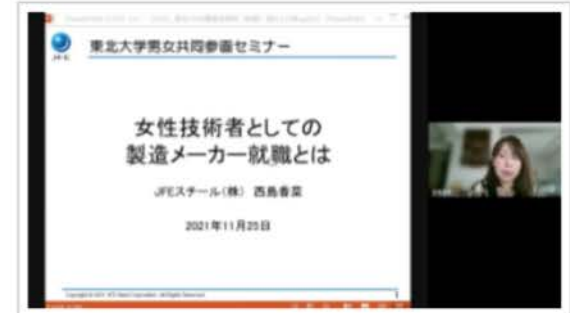 JFE
東北大学男女共同参画セミナー
女性技術者としての
製造メーカー就職とは
JFEスチール(株) 西島香菜
2021年11月25日
1